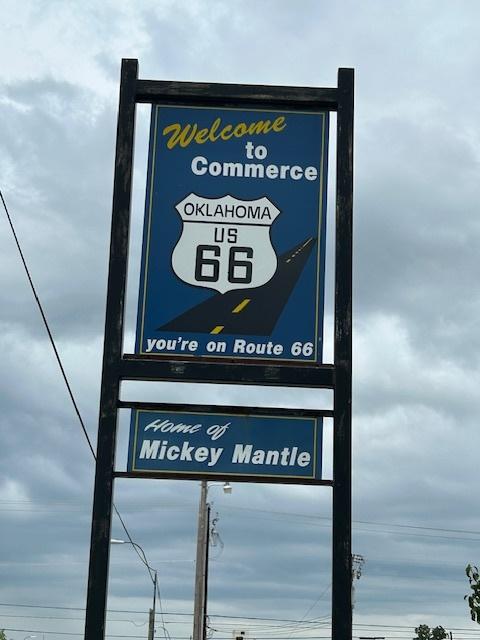 Welcome
to
Commerce
OKLAHOMA
US
66
you're on Route 66
Home of
Mickey Mantle